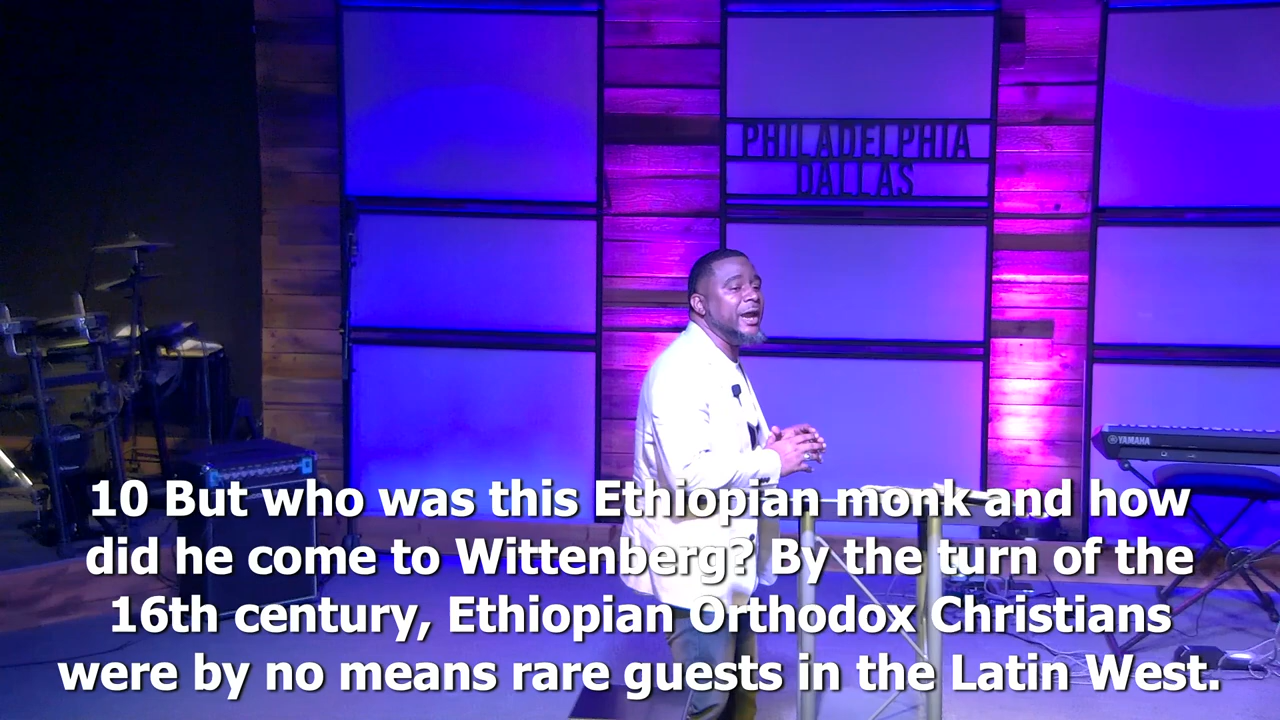 PHILADELPHIA
DALLAS
YAMAHA
10 But who was this Ethiopian monk and how
did he come to Wittenberg? By the turn of the
16th century, Ethiopian Orthodox Christians
were by no means rare guests in the Latin West.